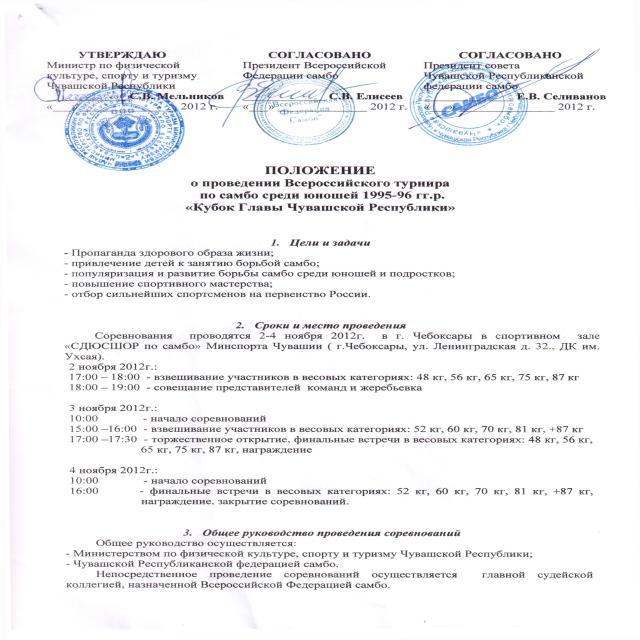 УТВЕРЖДАЮ
Министр по физической
культуре, спорту и туризму
Чувашской Республики
С.В. Мельников
«        »                2012 г.
СОГЛАСОВАНО
Президент Всероссийской
Федерации самбо
С.В. Елисеев
«        »                2012 г.
Всероссийская
Федерация
Самбо
СОГЛАСОВАНО
Президент совета
Чувашской Республиканской
федерации самбо
Е.В. Селиванов
«        »                2012 г.
САМБО
ПОЛОЖЕНИЕ
о проведении Всероссийского турнира
по самбо среди юношей 1995-96 гг.р.
«Кубок Главы Чувашской Республики»
1. Цели и задачи
- Пропаганда здорового образа жизни;
- привлечение детей к занятию борьбой самбо;
- популяризация и развитие борьбы самбо среди юношей и подростков;
- повышение спортивного мастерства;
- отбор сильнейших спортсменов на первенство России.
2. Сроки и место проведения
Соревнования проводятся 2-4 ноября 2012г. в г. Чебоксары в спортивном зале
«СДЮСШОР по самбо» Минспорта Чувашии ( г.Чебоксары, ул. Ленинградская д. 32., ДК им.
Ухсая).
2 ноября 2012г.:
17:00 – 18:00 - взвешивание участников в весовых категориях: 48 кг, 56 кг, 65 кг, 75 кг, 87 кг
18:00 – 19:00 - совещание представителей команд и жеребьевка
3 ноября 2012г.:
10:00 - начало соревнований
15:00 –16:00 - взвешивание участников в весовых категориях: 52 кг, 60 кг, 70 кг, 81 кг, +87 кг
17:00 –17:30 - торжественное открытие, финальные встречи в весовых категориях: 48 кг, 56 кг,
65 кг, 75 кг, 87 кг, награждение
4 ноября 2012г.:
10:00 - начало соревнований
16:00 - финальные встречи в весовых категориях: 52 кг, 60 кг, 70 кг, 81 кг, +87 кг,
награждение, закрытие соревнований.
3. Общее руководство проведения соревнований
Общее руководство осуществляется:
- Министерством по физической культуре, спорту и туризму Чувашской Республики;
- Чувашской Республиканской федерацией самбо.
Непосредственное проведение соревнований осуществляется главной судейской
коллегией, назначенной Всероссийской Федерацией самбо.